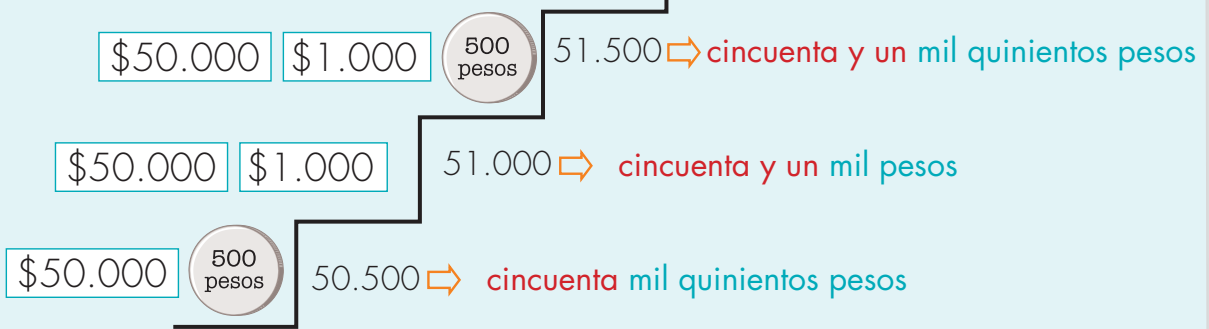 $50.000 $1.000 500 pesos 51.500 cincuenta y un mil quinientos pesos
$50.000 $1.000 51.000 cincuenta y un mil pesos
$50.000 500 pesos 50.500 cincuenta mil quinientos pesos